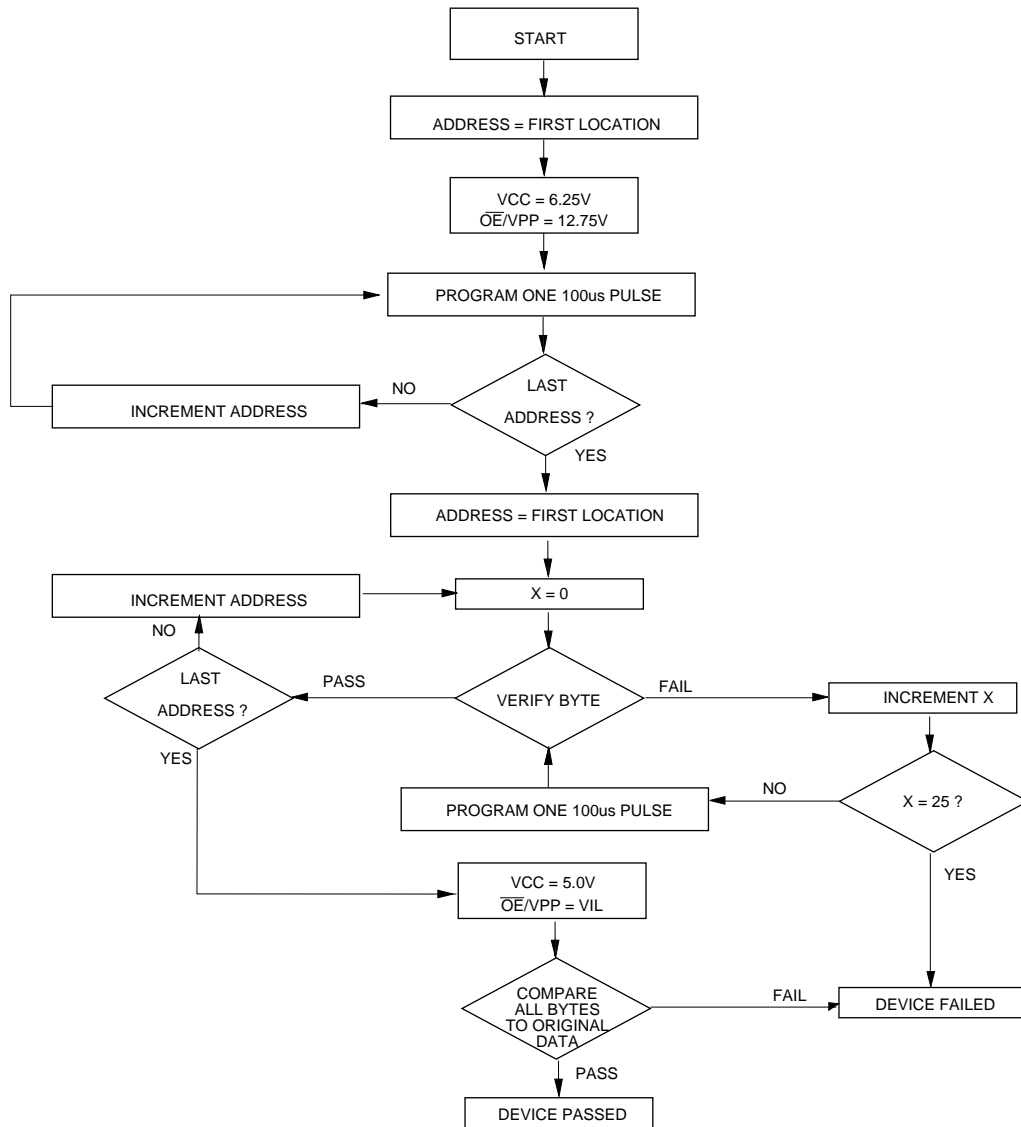 START
ADDRESS = FIRST LOCATION
VCC = 6.25V
O̅E̅/VPP = 12.75V
PROGRAM ONE 100us PULSE
LAST
ADDRESS ?
NO
INCREMENT ADDRESS
YES
ADDRESS = FIRST LOCATION
INCREMENT ADDRESS
X = 0
NO
LAST
ADDRESS ?
PASS
VERIFY BYTE
FAIL
INCREMENT X
YES
PROGRAM ONE 100us PULSE
NO
X = 25 ?
YES
VCC = 5.0V
O̅E̅/VPP = VIL
COMPARE
ALL BYTES
TO ORIGINAL
DATA
FAIL
DEVICE FAILED
PASS
DEVICE PASSED